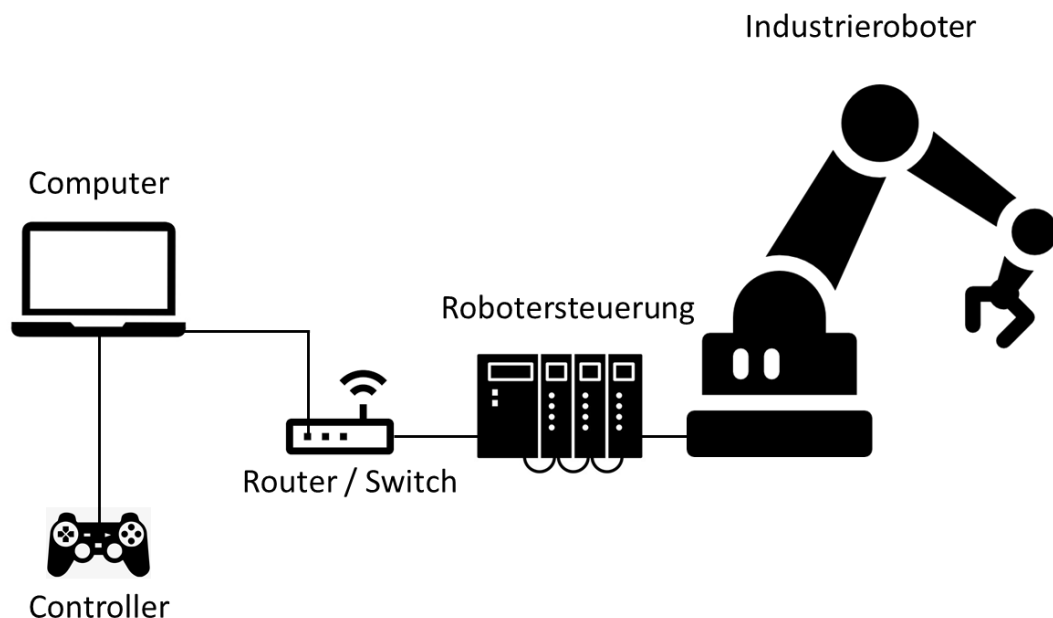 Industrieroboter
Computer
Robotersteuerung
Router / Switch
Controller